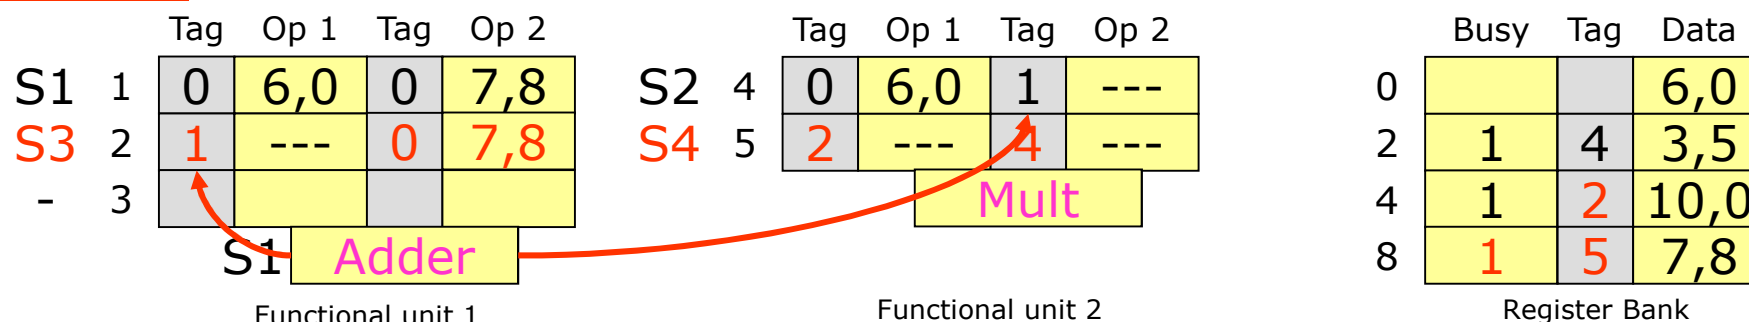 Tag Op 1 Tag Op 2 Tag Op 1 Tag Op 2 Busy Tag Data
S1 1 0 6,0 0 7,8 S2 4 0 6,0 1 --- 0 6,0
S3 2 1 --- 0 7,8 S4 5 2 --- 4 --- 2 1 4 3,5
- 3 Mult 4 1 2 10,0
S1 Adder 8 1 5 7,8
Functional unit 1 Functional unit 2 Register Bank